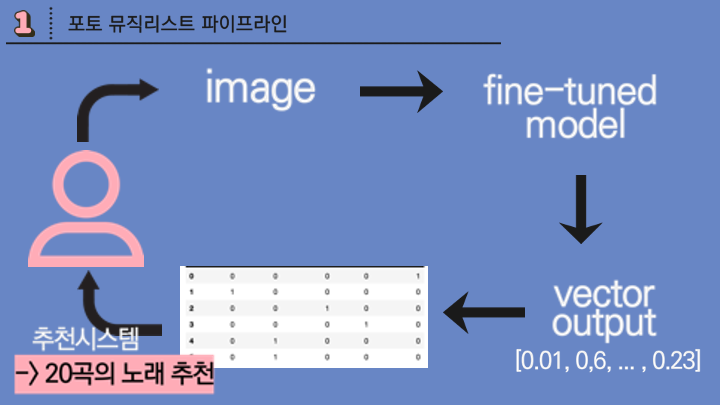 1 포토 뮤직리스트 파이프라인
image
fine-tuned
model
vector
output
[0.01, 0,6, ... , 0.23]
0 0 0 0 0 1
1 1 0 0 0 0
2 0 0 1 0 0
3 0 0 0 1 0
4 0 1 0 0 0
0 1 0 0 0
추천시스템
-> 20곡의 노래 추천